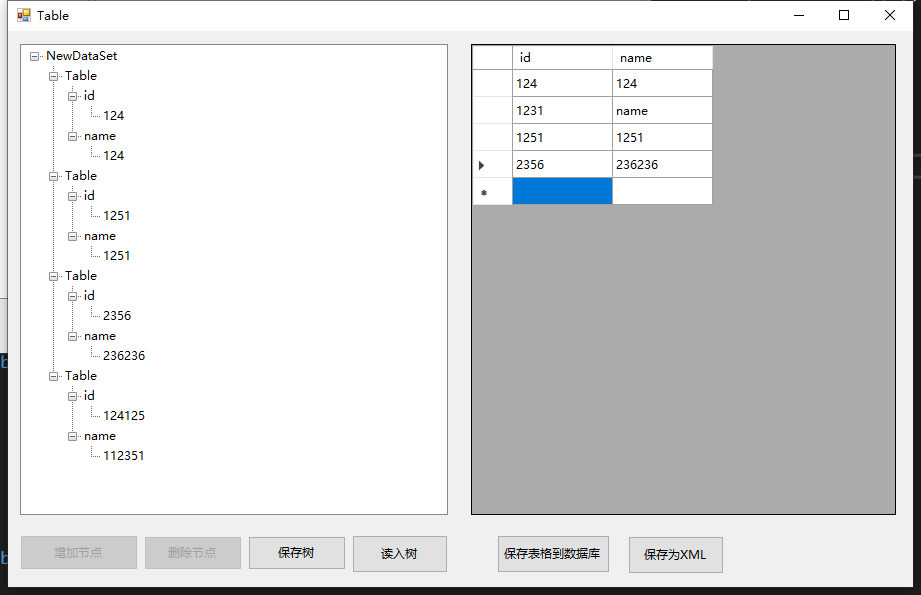 Table
NewDataSet
Table
id
124
name
124
Table
id
1251
name
1251
Table
id
2356
name
236236
Table
id
124125
name
112351
id name
124 124
1231 name
1251 1251
2356 236236
增加节点 删除节点 保存树 读入树 保存表格到数据库 保存为XML